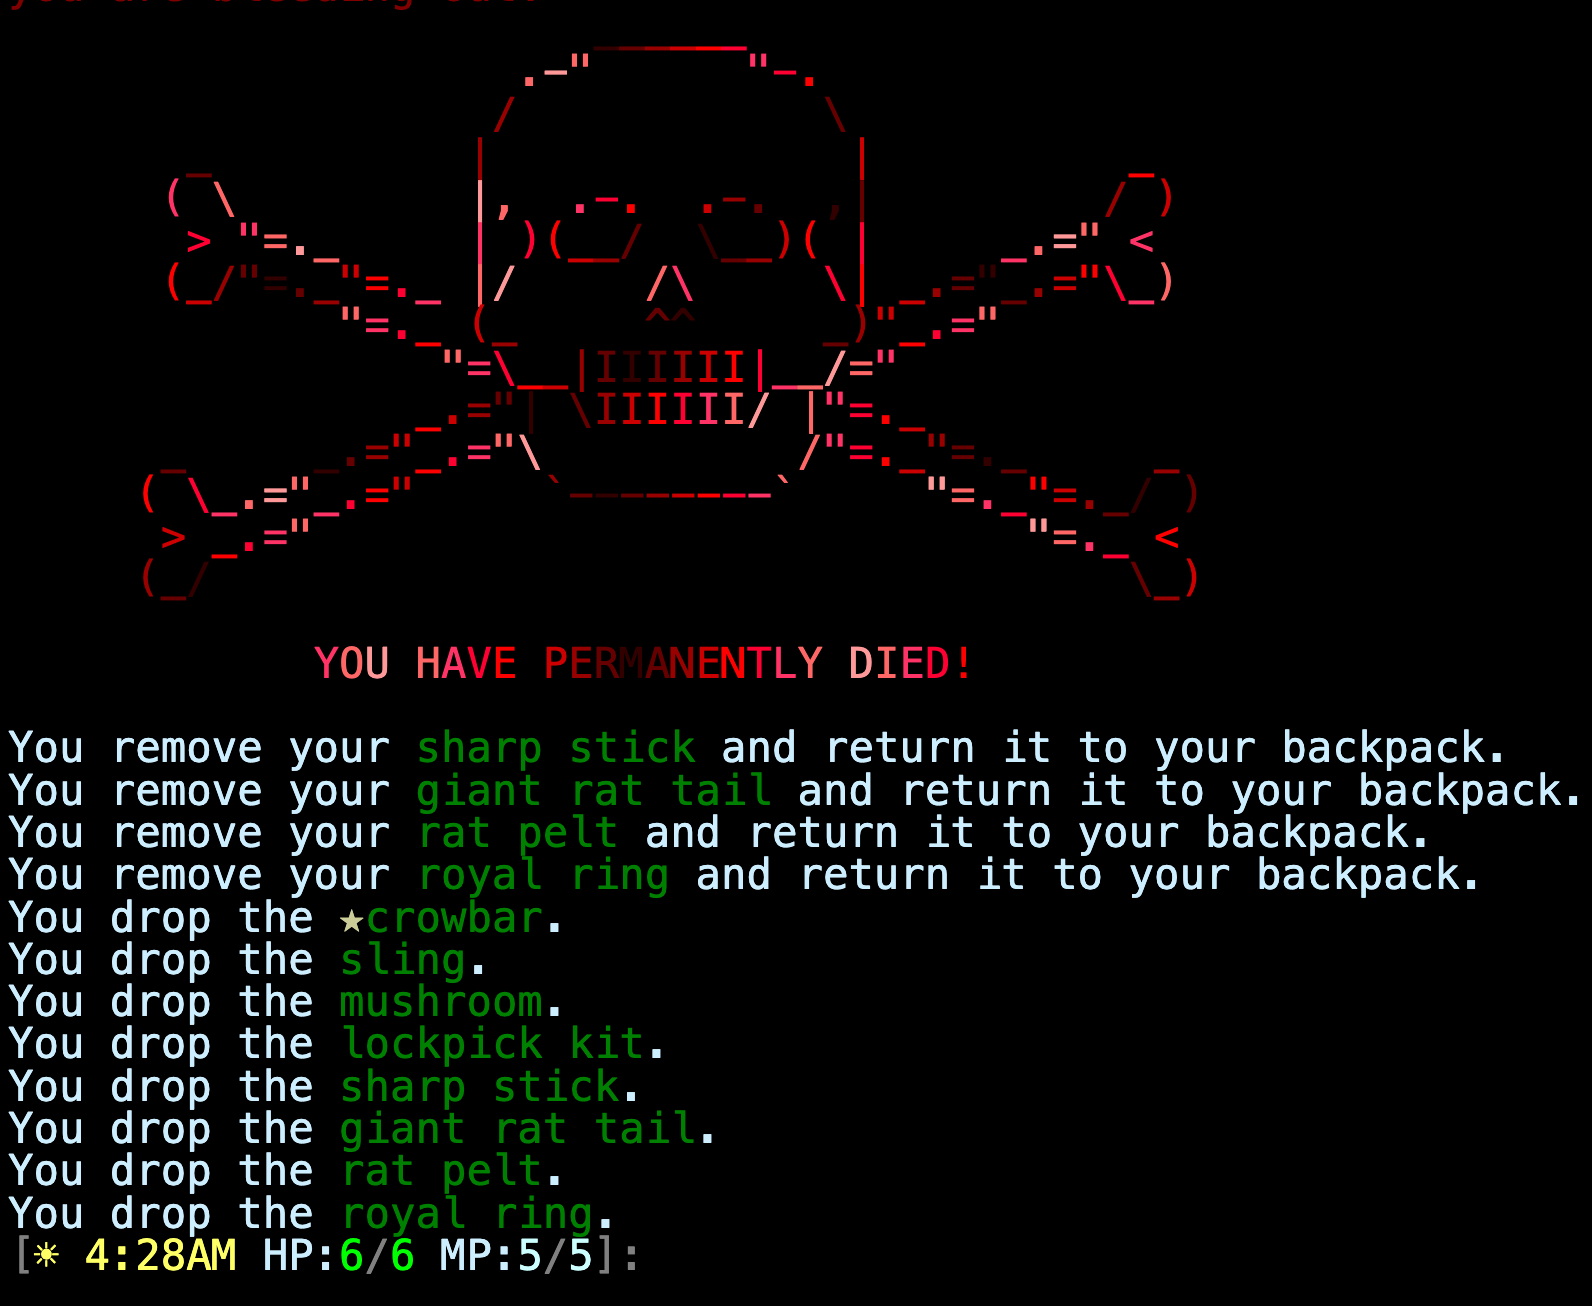 you are bleeding out.
YOU HAVE PERMANENTLY DIED!
You remove your sharp stick and return it to your backpack.
You remove your giant rat tail and return it to your backpack.
You remove your rat pelt and return it to your backpack.
You remove your royal ring and return it to your backpack.
You drop the ★crowbar.
You drop the sling.
You drop the mushroom.
You drop the lockpick kit.
You drop the sharp stick.
You drop the giant rat tail.
You drop the rat pelt.
You drop the royal ring.
[☀ 4:28AM HP:6/6 MP:5/5]: